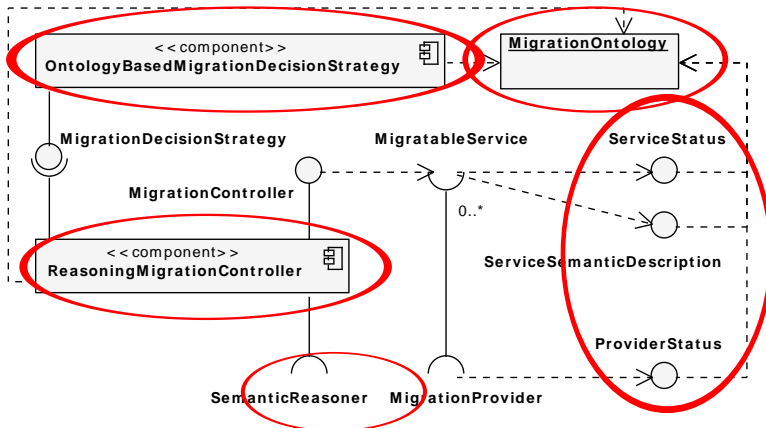 << component >>
OntologyBasedMigrationDecisionStrategy
MigrationOntology
MigrationDecisionStrategy
MigratableService
ServiceStatus
MigrationController
0..*
<< component >>
ReasoningMigrationController
ServiceSemanticDescription
ProviderStatus
SemanticReasoner
MigrationProvider